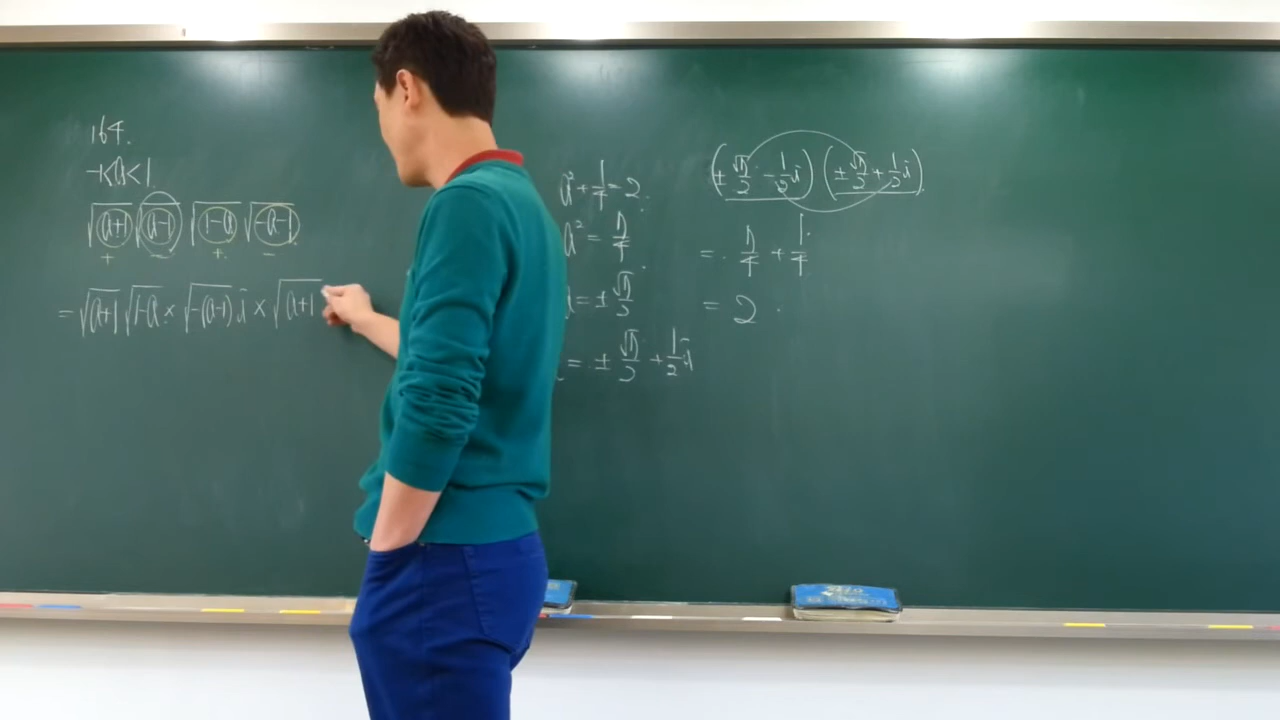 164.
-1<a<1
√(a+1) √(a-1) √(1-a) √(-a-1)
+ - + -
= √(a+1) √(1-a) × √(-(a-1)) i × √(a+1)
a² + 1/4 = 2.
a² = 7/4
a = ± √7/2
= ± √7/2 + 1/2 i
(± √7/2 - 1/2 i) (± √7/2 + 1/2 i)
= 7/4 + 1/4
= 2